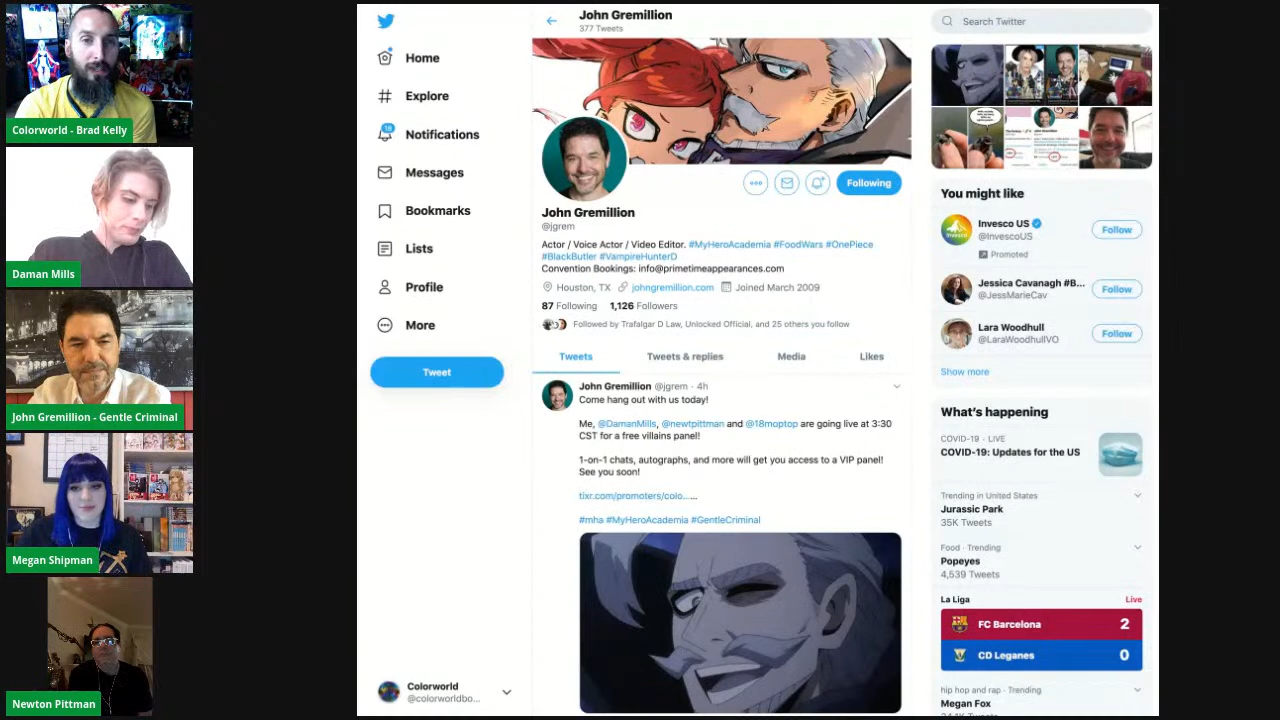 Colorworld - Brad Kelly
Daman Mills
John Gremillion - Gentle Criminal
Megan Shipman
Newton Pittman
Home
Explore
18
Notifications
Messages
Bookmarks
Lists
Profile
More
Tweet
Colorworld
@colorworldbo...
John Gremillion
377 Tweets
Following
John Gremillion
@jgrem
Actor / Voice Actor / Video Editor. #MyHeroAcademia #FoodWars #OnePiece
#BlackButler #VampireHunterD
Convention Bookings: info@primetimeappearances.com
Houston, TX johngremillion.com Joined March 2009
87 Following 1,126 Followers
Followed by Trafalgar D Law, Unlocked Official, and 25 others you follow
Tweets Tweets & replies Media Likes
John Gremillion @jgrem · 4h
Come hang out with us today!
Me, @DamanMills, @newtpittman and @18moptop are going live at 3:30
CST for a free villains panel!
1-on-1 chats, autographs, and more will get you access to a VIP panel!
See you soon!
tixr.com/promoters/colo......
#mha #MyHeroAcademia #GentleCriminal
Search Twitter
You might like
Invesco US
@InvescoUS
Promoted
Follow
Jessica Cavanagh #B...
@JessMarieCav
Follow
Lara Woodhull
@LaraWoodhullVO
Follow
Show more
What's happening
COVID-19 · LIVE
COVID-19: Updates for the US
Trending in United States
Jurassic Park
35K Tweets
Food · Trending
Popeyes
4,539 Tweets
La Liga Live
FC Barcelona 2
CD Leganes 0
hip hop and rap · Trending
Megan Fox